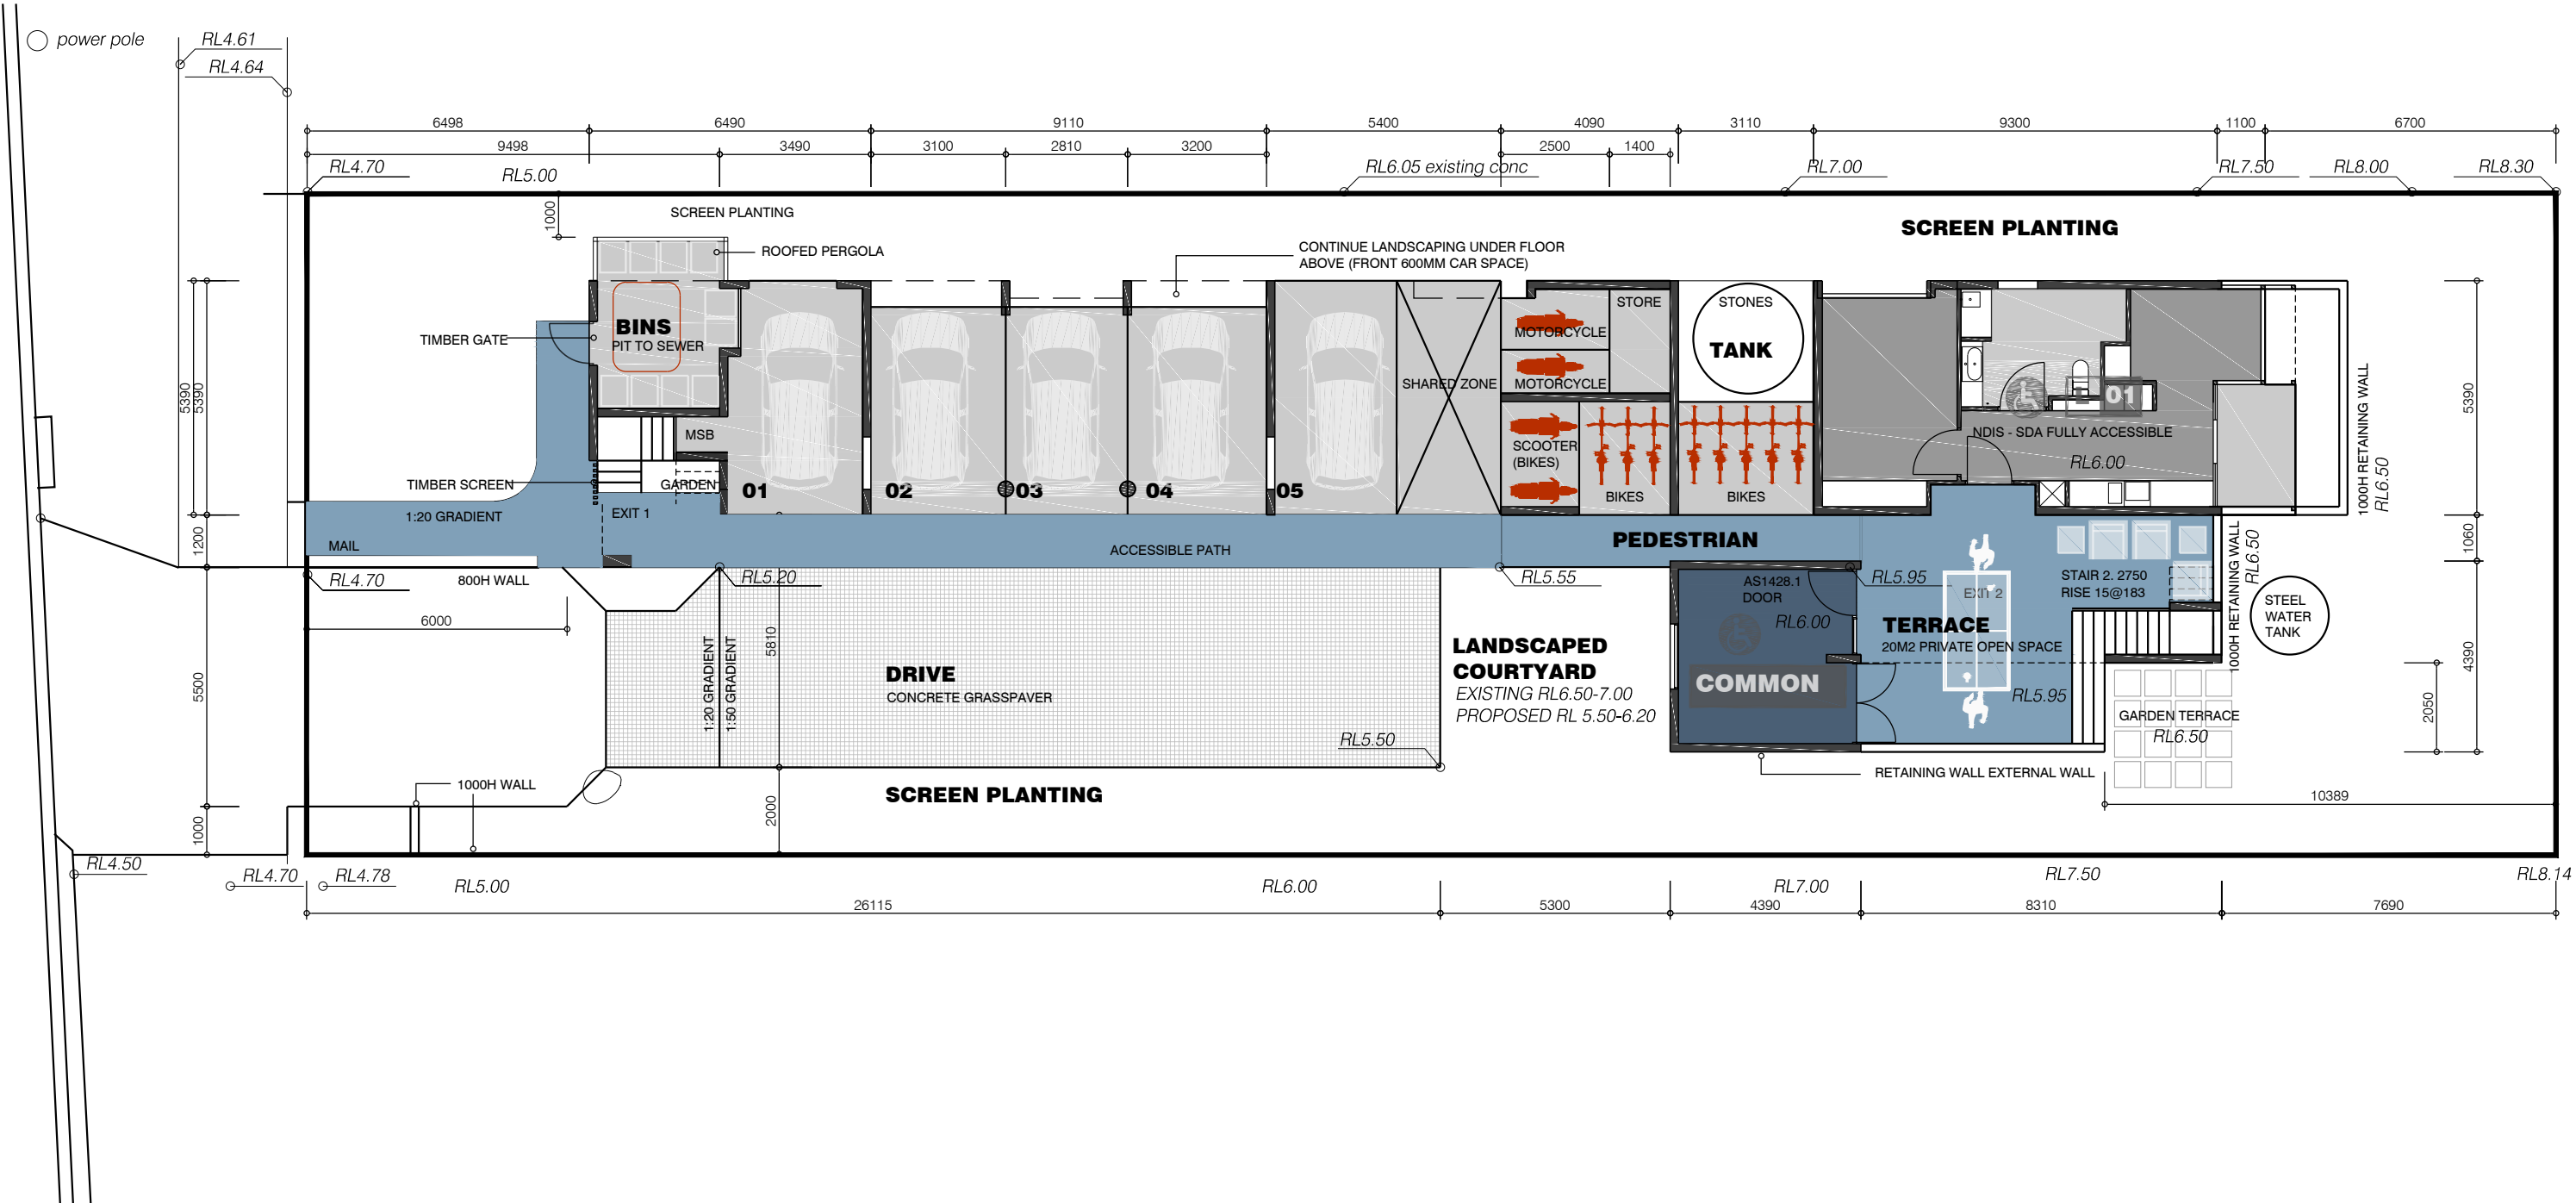 power pole
RL4.61
RL4.64
6498
6490
9110
5400
4090
3110
9300
1100
6700
9498
3490
3100
2810
3200
2500
1400
RL4.70
RL5.00
RL6.05 existing conc
RL7.00
RL7.50
RL8.00
RL8.30
1000
SCREEN PLANTING
SCREEN PLANTING
ROOFED PERGOLA
CONTINUE LANDSCAPING UNDER FLOOR
ABOVE (FRONT 600MM CAR SPACE)
TIMBER GATE
BINS
PIT TO SEWER
MOTORCYCLE
STORE
STONES
TANK
MOTORCYCLE
SHARED ZONE
5390
5390
01
5390
1000H RETAINING WALL
RL6.50
MSB
SCOOTER
(BIKES)
NDIS - SDA FULLY ACCESSIBLE
RL6.00
TIMBER SCREEN
GARDEN
01
02
03
04
05
BIKES
BIKES
1:20 GRADIENT
EXIT 1
MAIL
1200
ACCESSIBLE PATH
PEDESTRIAN
1060
RL4.70
800H WALL
RL5.20
RL5.55
AS1428.1
DOOR
RL5.95
EXIT 2
STAIR 2. 2750
RISE 15@183
1000H RETAINING WALL
RL6.50
STEEL
WATER
TANK
6000
5500
1:20 GRADIENT
1:50 GRADIENT
5810
DRIVE
CONCRETE GRASSPAVER
LANDSCAPED
COURTYARD
EXISTING RL6.50-7.00
PROPOSED RL 5.50-6.20
RL6.00
COMMON
TERRACE
20M2 PRIVATE OPEN SPACE
RL5.95
4390
2050
GARDEN TERRACE
RL6.50
RL5.50
RETAINING WALL EXTERNAL WALL
1000H WALL
SCREEN PLANTING
2000
10389
1000
RL4.50
RL4.70
RL4.78
RL5.00
RL6.00
RL7.00
RL7.50
RL8.14
26115
5300
4390
8310
7690